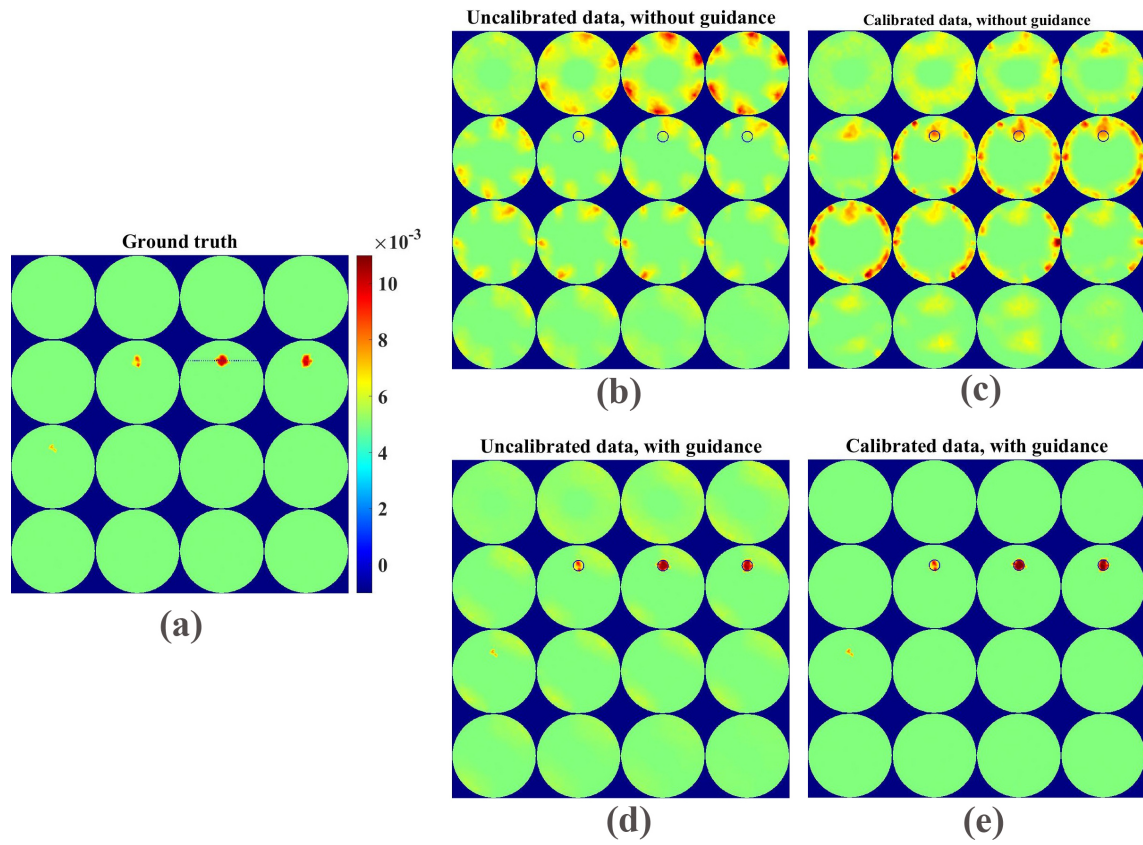 Uncalibrated data, without guidance
Calibrated data, without guidance
Ground truth
×10⁻³
10
8
6
4
2
0
(a)
(b)
(c)
Uncalibrated data, with guidance
Calibrated data, with guidance
(d)
(e)